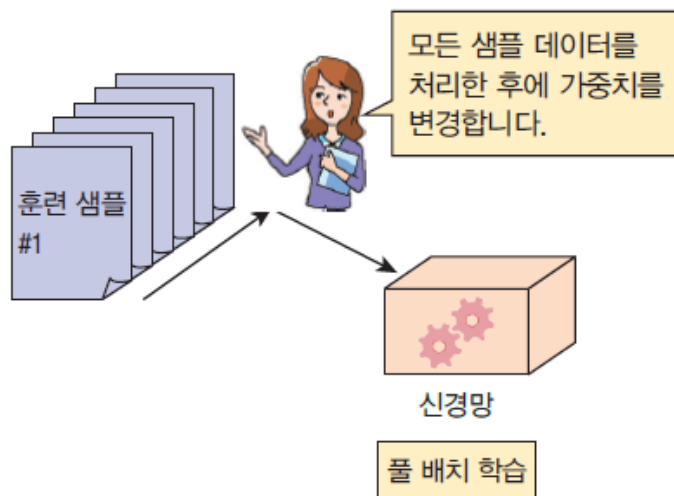 모든 샘플 데이터를
처리한 후에 가중치를
변경합니다.
훈련 샘플
#1
신경망
풀 배치 학습